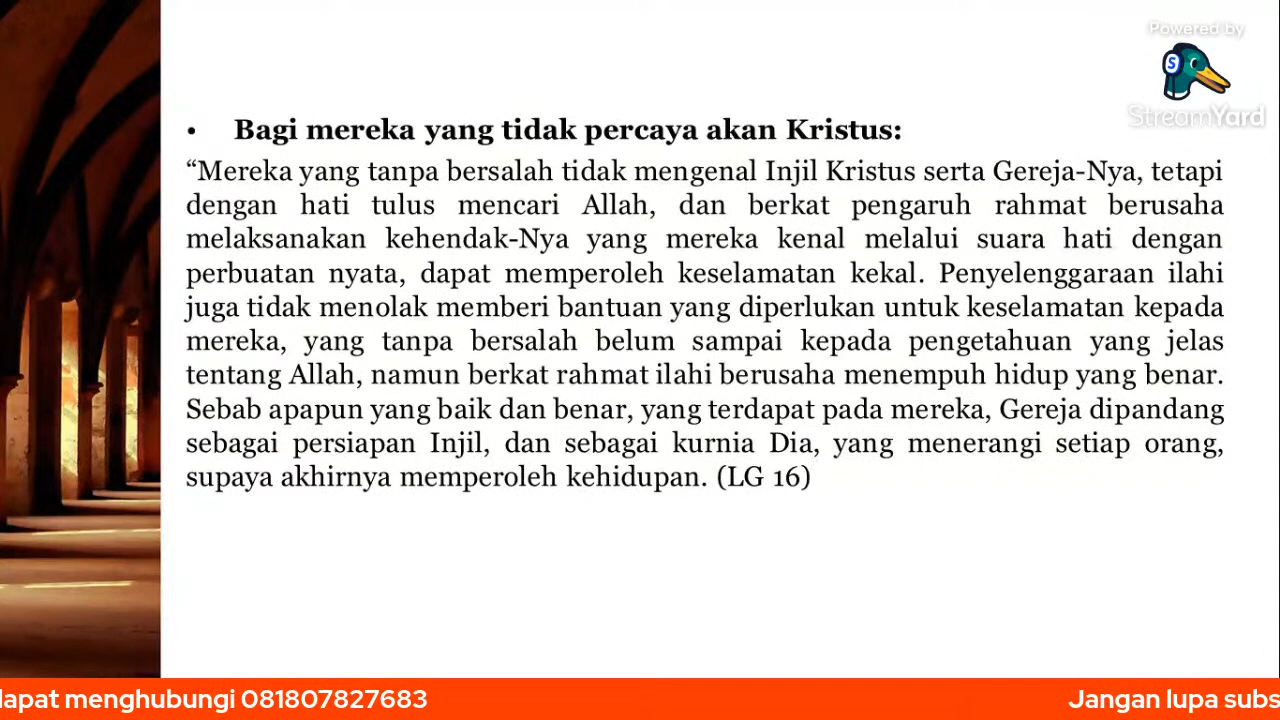 Powered by
StreamYard
• Bagi mereka yang tidak percaya akan Kristus:
“Mereka yang tanpa bersalah tidak mengenal Injil Kristus serta Gereja-Nya, tetapi
dengan hati tulus mencari Allah, dan berkat pengaruh rahmat berusaha
melaksanakan kehendak-Nya yang mereka kenal melalui suara hati dengan
perbuatan nyata, dapat memperoleh keselamatan kekal. Penyelenggaraan ilahi
juga tidak menolak memberi bantuan yang diperlukan untuk keselamatan kepada
mereka, yang tanpa bersalah belum sampai kepada pengetahuan yang jelas
tentang Allah, namun berkat rahmat ilahi berusaha menempuh hidup yang benar.
Sebab apapun yang baik dan benar, yang terdapat pada mereka, Gereja dipandang
sebagai persiapan Injil, dan sebagai kurnia Dia, yang menerangi setiap orang,
supaya akhirnya memperoleh kehidupan. (LG 16)
dapat menghubungi 081807827683 Jangan lupa subs